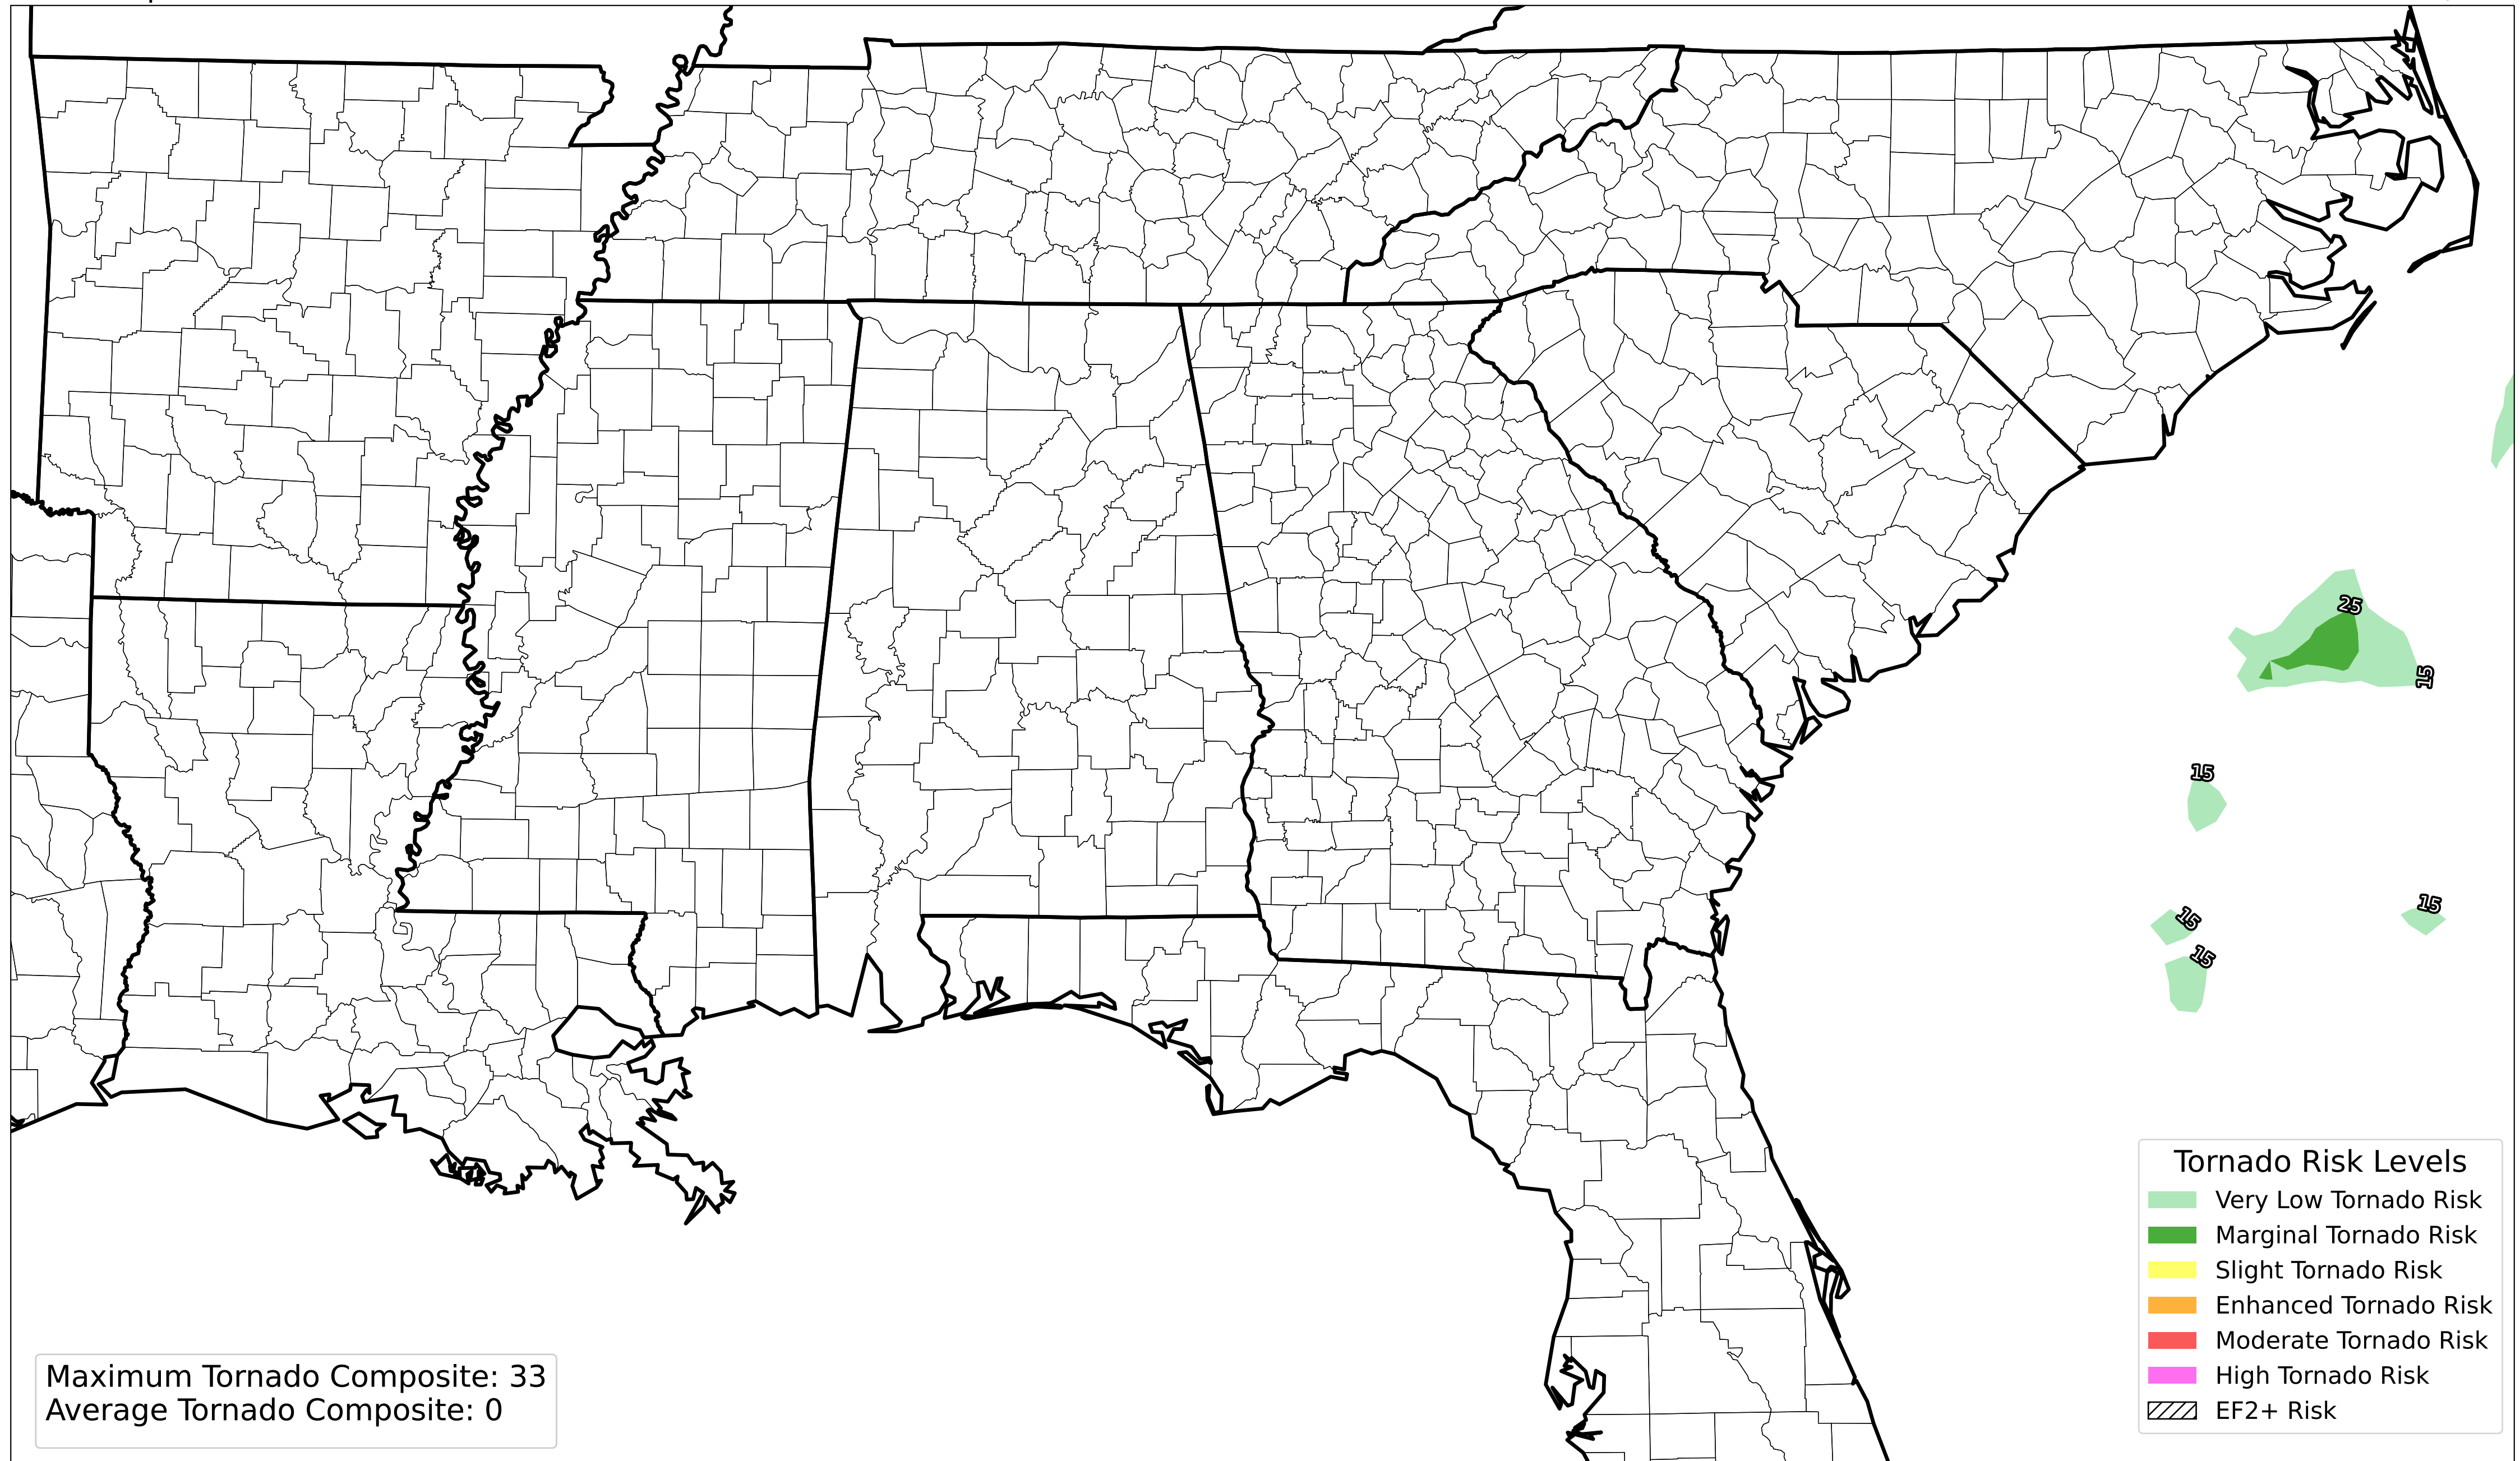 25
15
15
15
15
15
Tornado Risk Levels
Very Low Tornado Risk
Marginal Tornado Risk
Slight Tornado Risk
Enhanced Tornado Risk
Moderate Tornado Risk
High Tornado Risk
EF2+ Risk
Maximum Tornado Composite: 33
Average Tornado Composite: 0